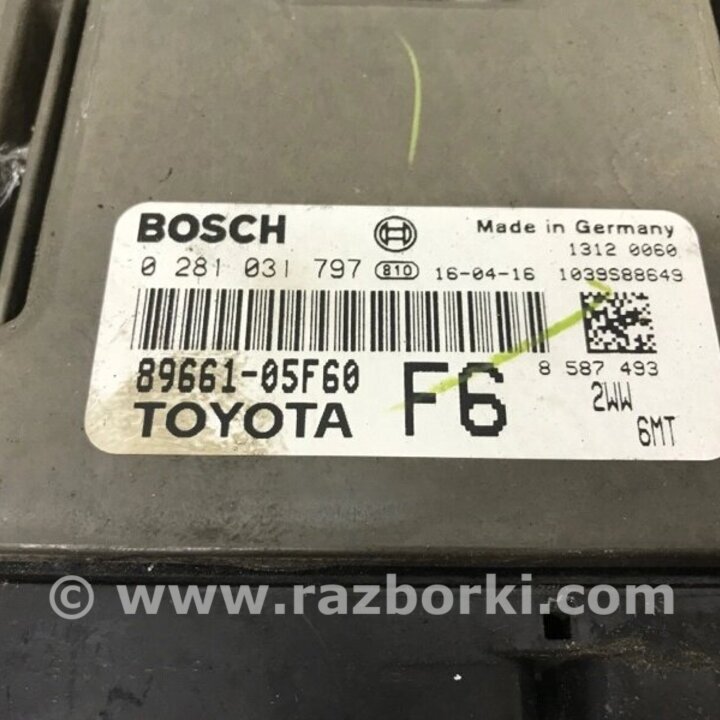 BOSCH Made in Germany
1312 0060
0 281 031 797 810 16-04-16 1039S88649
89661-05F60 F6 8 587 493
TOYOTA 2WW
6MT
© www.razborki.com